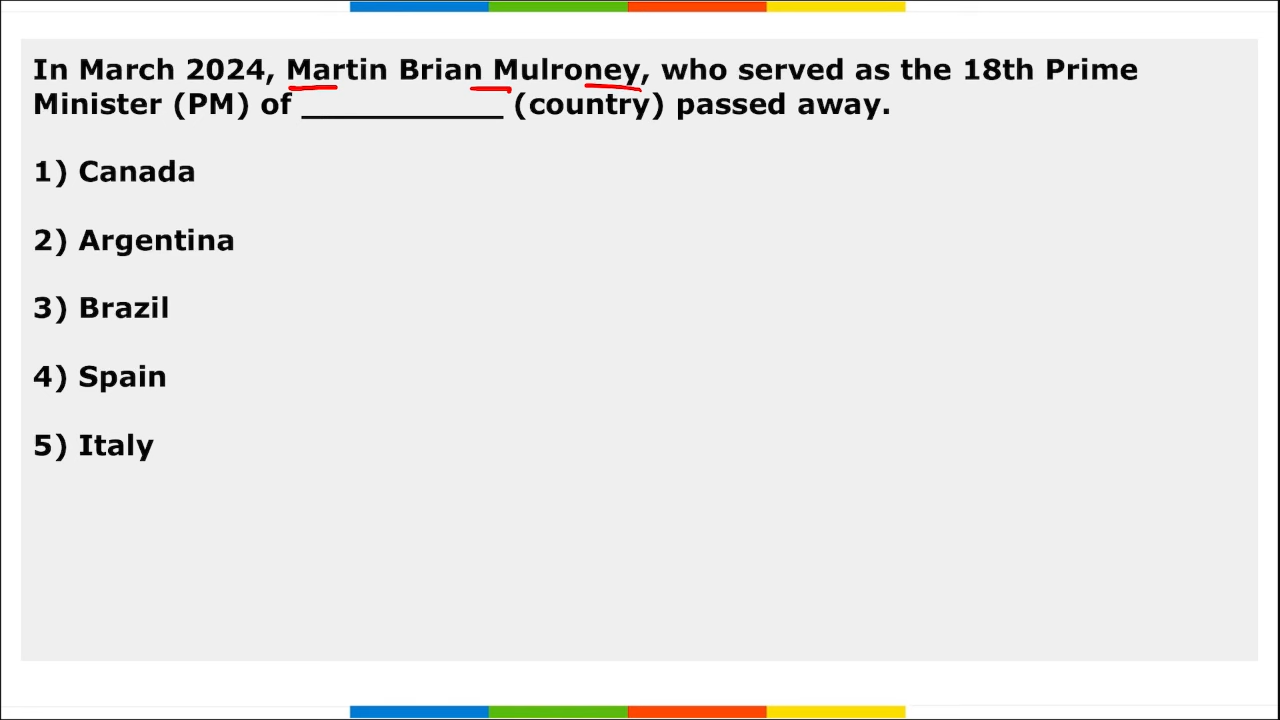 In March 2024, Martin Brian Mulroney, who served as the 18th Prime
Minister (PM) of ____________ (country) passed away.
1) Canada
2) Argentina
3) Brazil
4) Spain
5) Italy